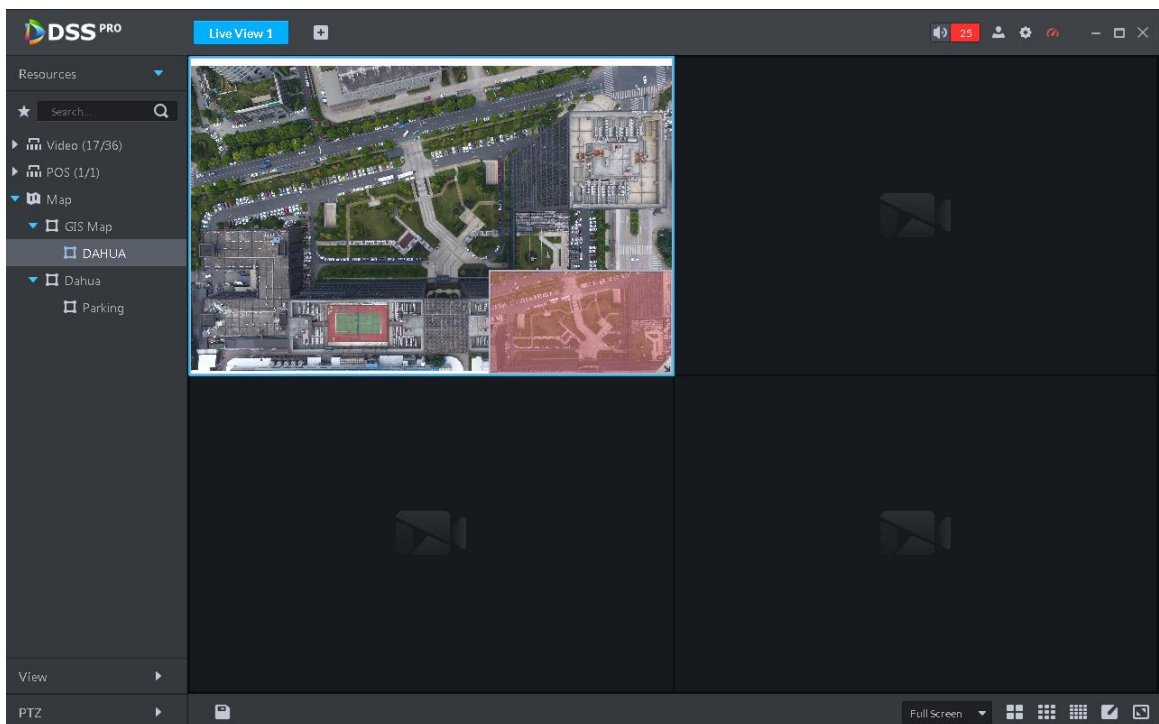 DSS PRO
Live View 1
25
Resources
Search...
Video (17/36)
POS (1/1)
Map
GIS Map
DAHUA
Dahua
Parking
View
PTZ
Full Screen